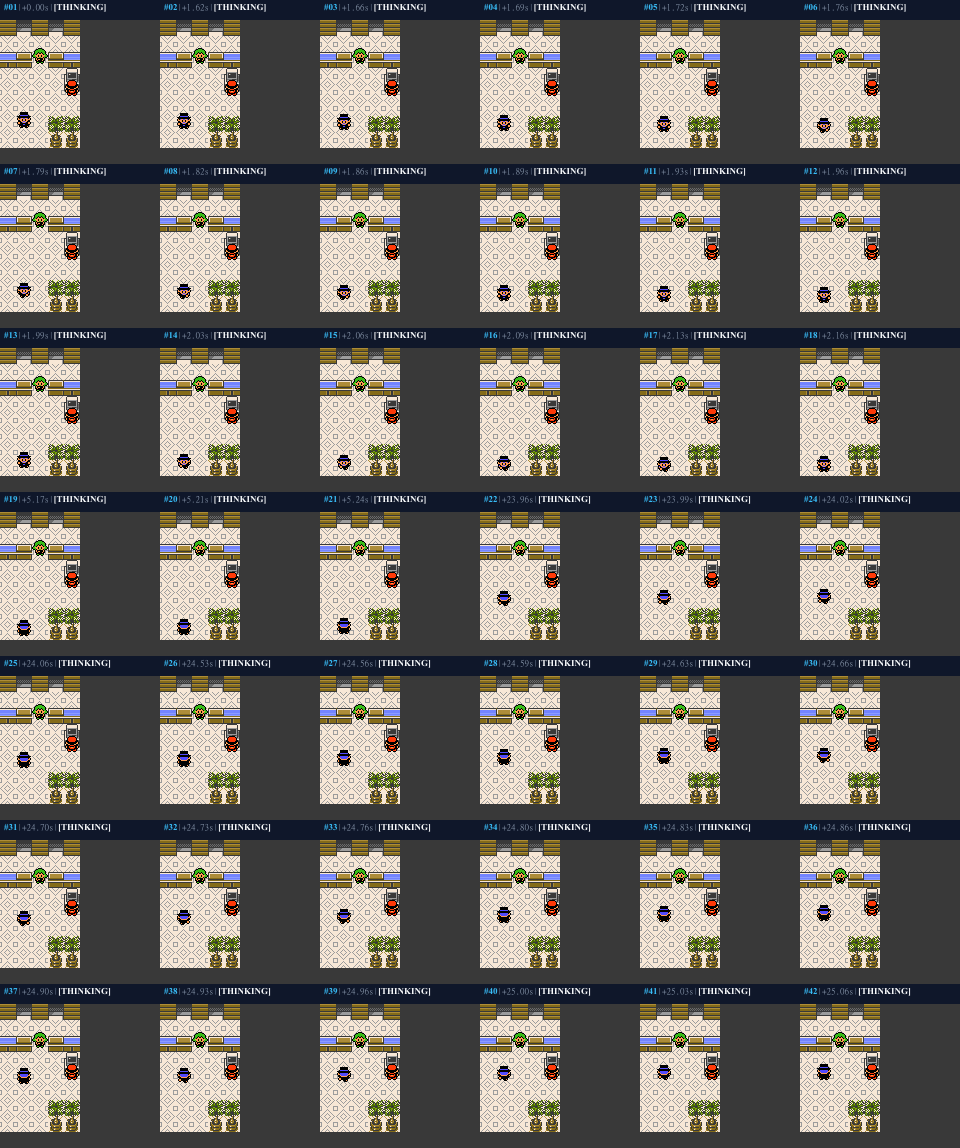 #01 | +0.00s | [THINKING] #02 | +1.62s | [THINKING] #03 | +1.66s | [THINKING] #04 | +1.69s | [THINKING] #05 | +1.72s | [THINKING] #06 | +1.76s | [THINKING]
#07 | +1.79s | [THINKING] #08 | +1.82s | [THINKING] #09 | +1.86s | [THINKING] #10 | +1.89s | [THINKING] #11 | +1.93s | [THINKING] #12 | +1.96s | [THINKING]
#13 | +1.99s | [THINKING] #14 | +2.03s | [THINKING] #15 | +2.06s | [THINKING] #16 | +2.09s | [THINKING] #17 | +2.13s | [THINKING] #18 | +2.16s | [THINKING]
#19 | +5.17s | [THINKING] #20 | +5.21s | [THINKING] #21 | +5.24s | [THINKING] #22 | +23.96s | [THINKING] #23 | +23.99s | [THINKING] #24 | +24.02s | [THINKING]
#25 | +24.06s | [THINKING] #26 | +24.53s | [THINKING] #27 | +24.56s | [THINKING] #28 | +24.59s | [THINKING] #29 | +24.63s | [THINKING] #30 | +24.66s | [THINKING]
#31 | +24.70s | [THINKING] #32 | +24.73s | [THINKING] #33 | +24.76s | [THINKING] #34 | +24.80s | [THINKING] #35 | +24.83s | [THINKING] #36 | +24.86s | [THINKING]
#37 | +24.90s | [THINKING] #38 | +24.93s | [THINKING] #39 | +24.96s | [THINKING] #40 | +25.00s | [THINKING] #41 | +25.03s | [THINKING] #42 | +25.06s | [THINKING]